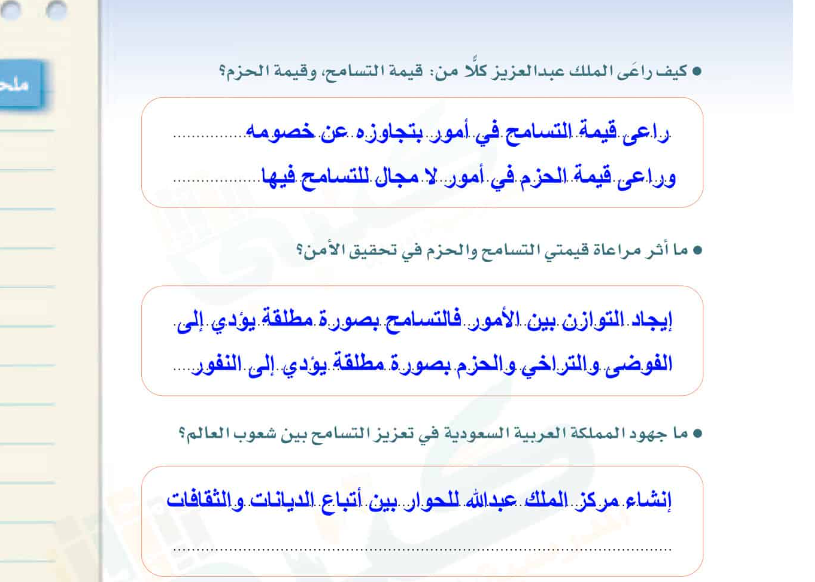 ملح
• كيف راعَى الملك عبدالعزيز كلًّا من: قيمة التسامح، وقيمة الحزم؟
راعى قيمة التسامح في أمور بتجاوزه عن خصومه
وراعى قيمة الحزم في أمور لا مجال للتسامح فيها
• ما أثر مراعاة قيمتي التسامح والحزم في تحقيق الأمن؟
إيجاد التوازن بين الأمور فالتسامح بصورة مطلقة يؤدي إلى
الفوضى والتراخي والحزم بصورة مطلقة يؤدي إلى النفور
• ما جهود المملكة العربية السعودية في تعزيز التسامح بين شعوب العالم؟
إنشاء مركز الملك عبدالله للحوار بين أتباع الديانات والثقافات